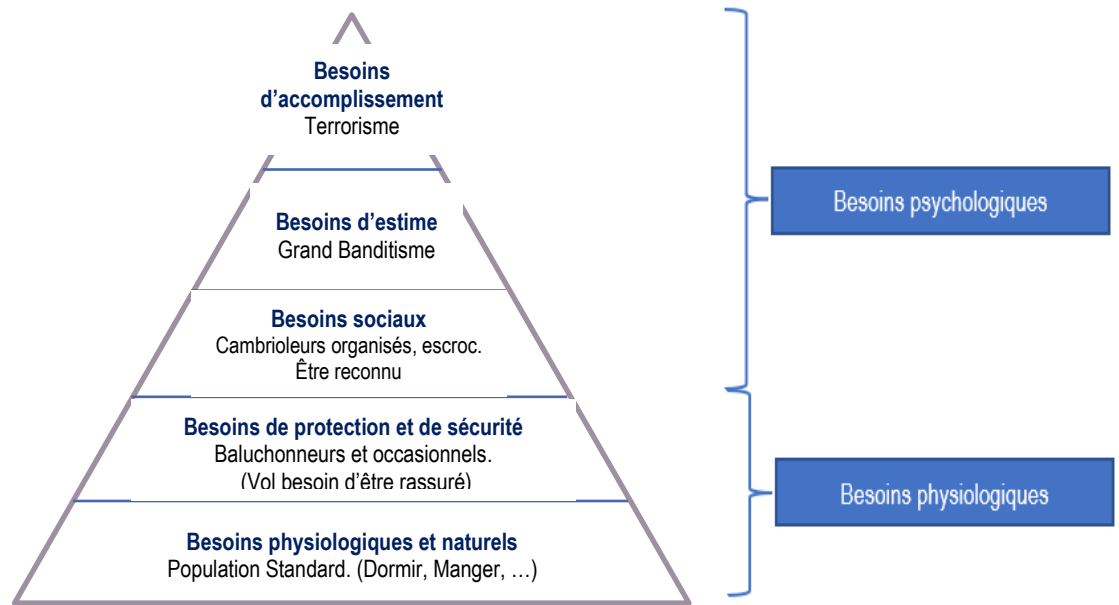 Besoins
d’accomplissement
Terrorisme
Besoins d’estime
Grand Banditisme
Besoins sociaux
Cambrioleurs organisés, escroc.
Être reconnu
Besoins de protection et de sécurité
Baluchonneurs et occasionnels.
(Vol besoin d’être rassuré)
Besoins physiologiques et naturels
Population Standard. (Dormir, Manger, …)
Besoins psychologiques
Besoins physiologiques